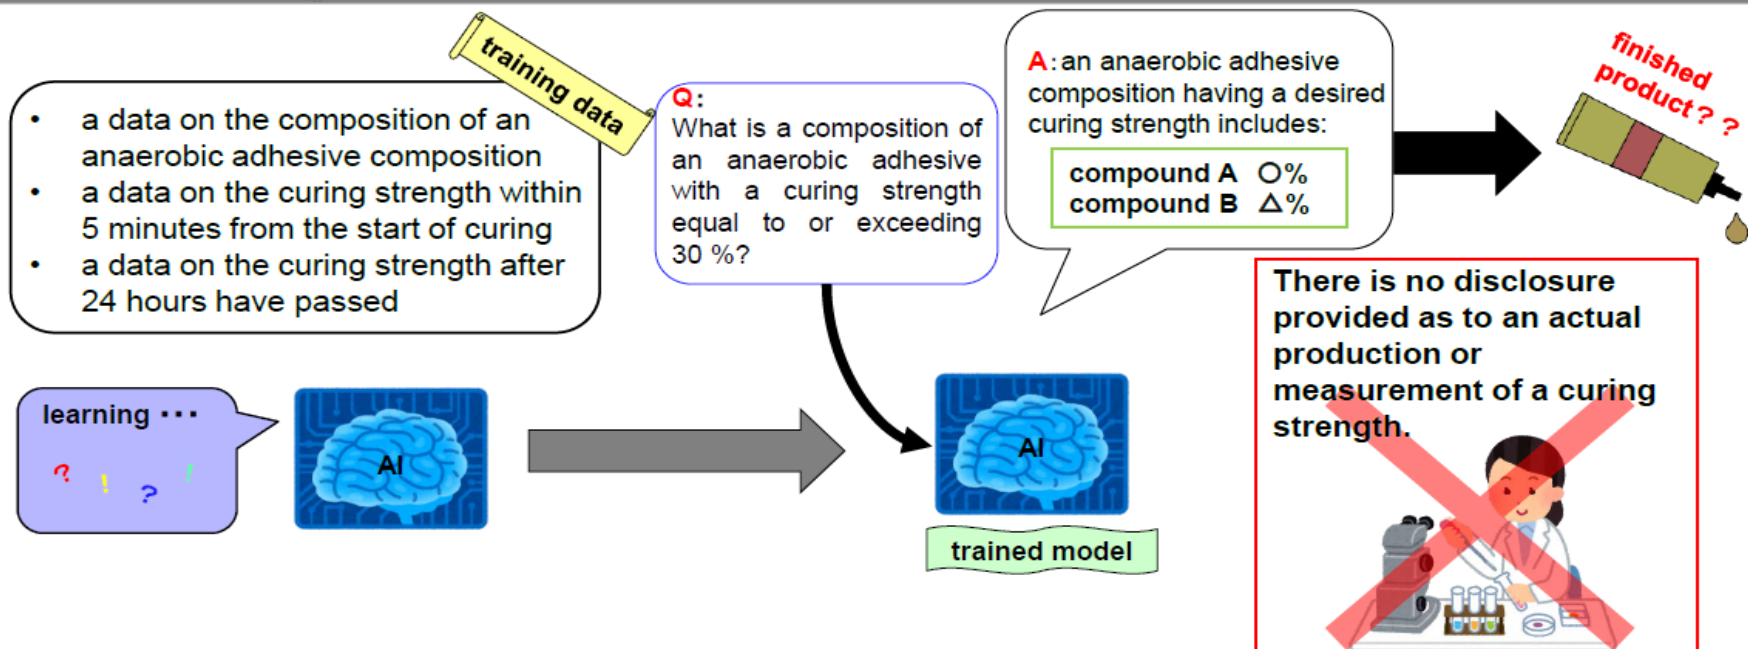 training data
• a data on the composition of an
anaerobic adhesive composition
• a data on the curing strength within
5 minutes from the start of curing
• a data on the curing strength after
24 hours have passed
Q:
What is a composition of
an anaerobic adhesive
with a curing strength
equal to or exceeding
30 %?
A:an anaerobic adhesive
composition having a desired
curing strength includes:
compound A ○%
compound B △%
finished
product??
There is no disclosure
provided as to an actual
production or
measurement of a curing
strength.
learning ･･･
? ! ? !
AI
AI
trained model